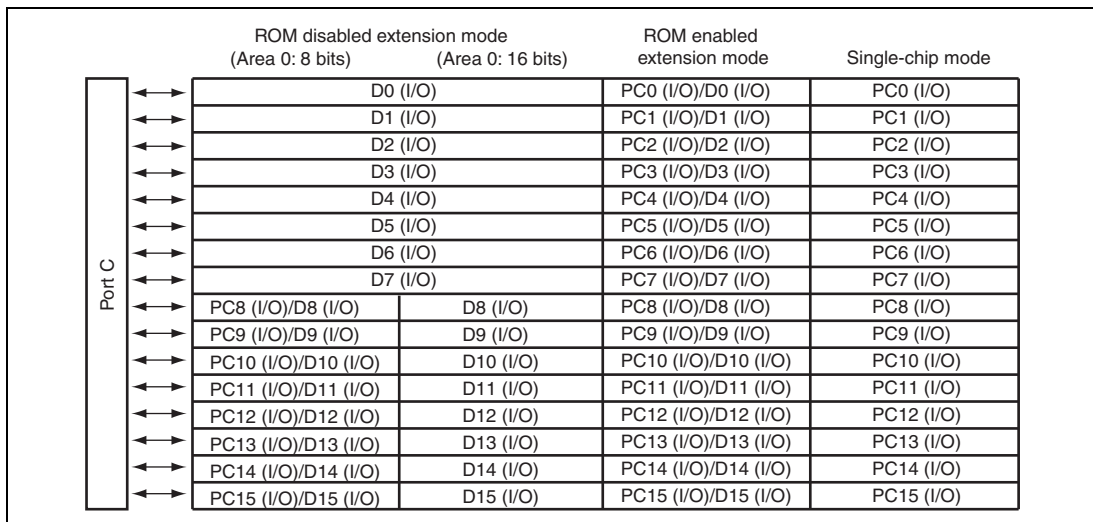 ROM disabled extension mode ROM enabled
(Area 0: 8 bits) (Area 0: 16 bits) extension mode Single-chip mode
Port C
D0 (I/O) PC0 (I/O)/D0 (I/O) PC0 (I/O)
D1 (I/O) PC1 (I/O)/D1 (I/O) PC1 (I/O)
D2 (I/O) PC2 (I/O)/D2 (I/O) PC2 (I/O)
D3 (I/O) PC3 (I/O)/D3 (I/O) PC3 (I/O)
D4 (I/O) PC4 (I/O)/D4 (I/O) PC4 (I/O)
D5 (I/O) PC5 (I/O)/D5 (I/O) PC5 (I/O)
D6 (I/O) PC6 (I/O)/D6 (I/O) PC6 (I/O)
D7 (I/O) PC7 (I/O)/D7 (I/O) PC7 (I/O)
PC8 (I/O)/D8 (I/O) D8 (I/O) PC8 (I/O)/D8 (I/O) PC8 (I/O)
PC9 (I/O)/D9 (I/O) D9 (I/O) PC9 (I/O)/D9 (I/O) PC9 (I/O)
PC10 (I/O)/D10 (I/O) D10 (I/O) PC10 (I/O)/D10 (I/O) PC10 (I/O)
PC11 (I/O)/D11 (I/O) D11 (I/O) PC11 (I/O)/D11 (I/O) PC11 (I/O)
PC12 (I/O)/D12 (I/O) D12 (I/O) PC12 (I/O)/D12 (I/O) PC12 (I/O)
PC13 (I/O)/D13 (I/O) D13 (I/O) PC13 (I/O)/D13 (I/O) PC13 (I/O)
PC14 (I/O)/D14 (I/O) D14 (I/O) PC14 (I/O)/D14 (I/O) PC14 (I/O)
PC15 (I/O)/D15 (I/O) D15 (I/O) PC15 (I/O)/D15 (I/O) PC15 (I/O)